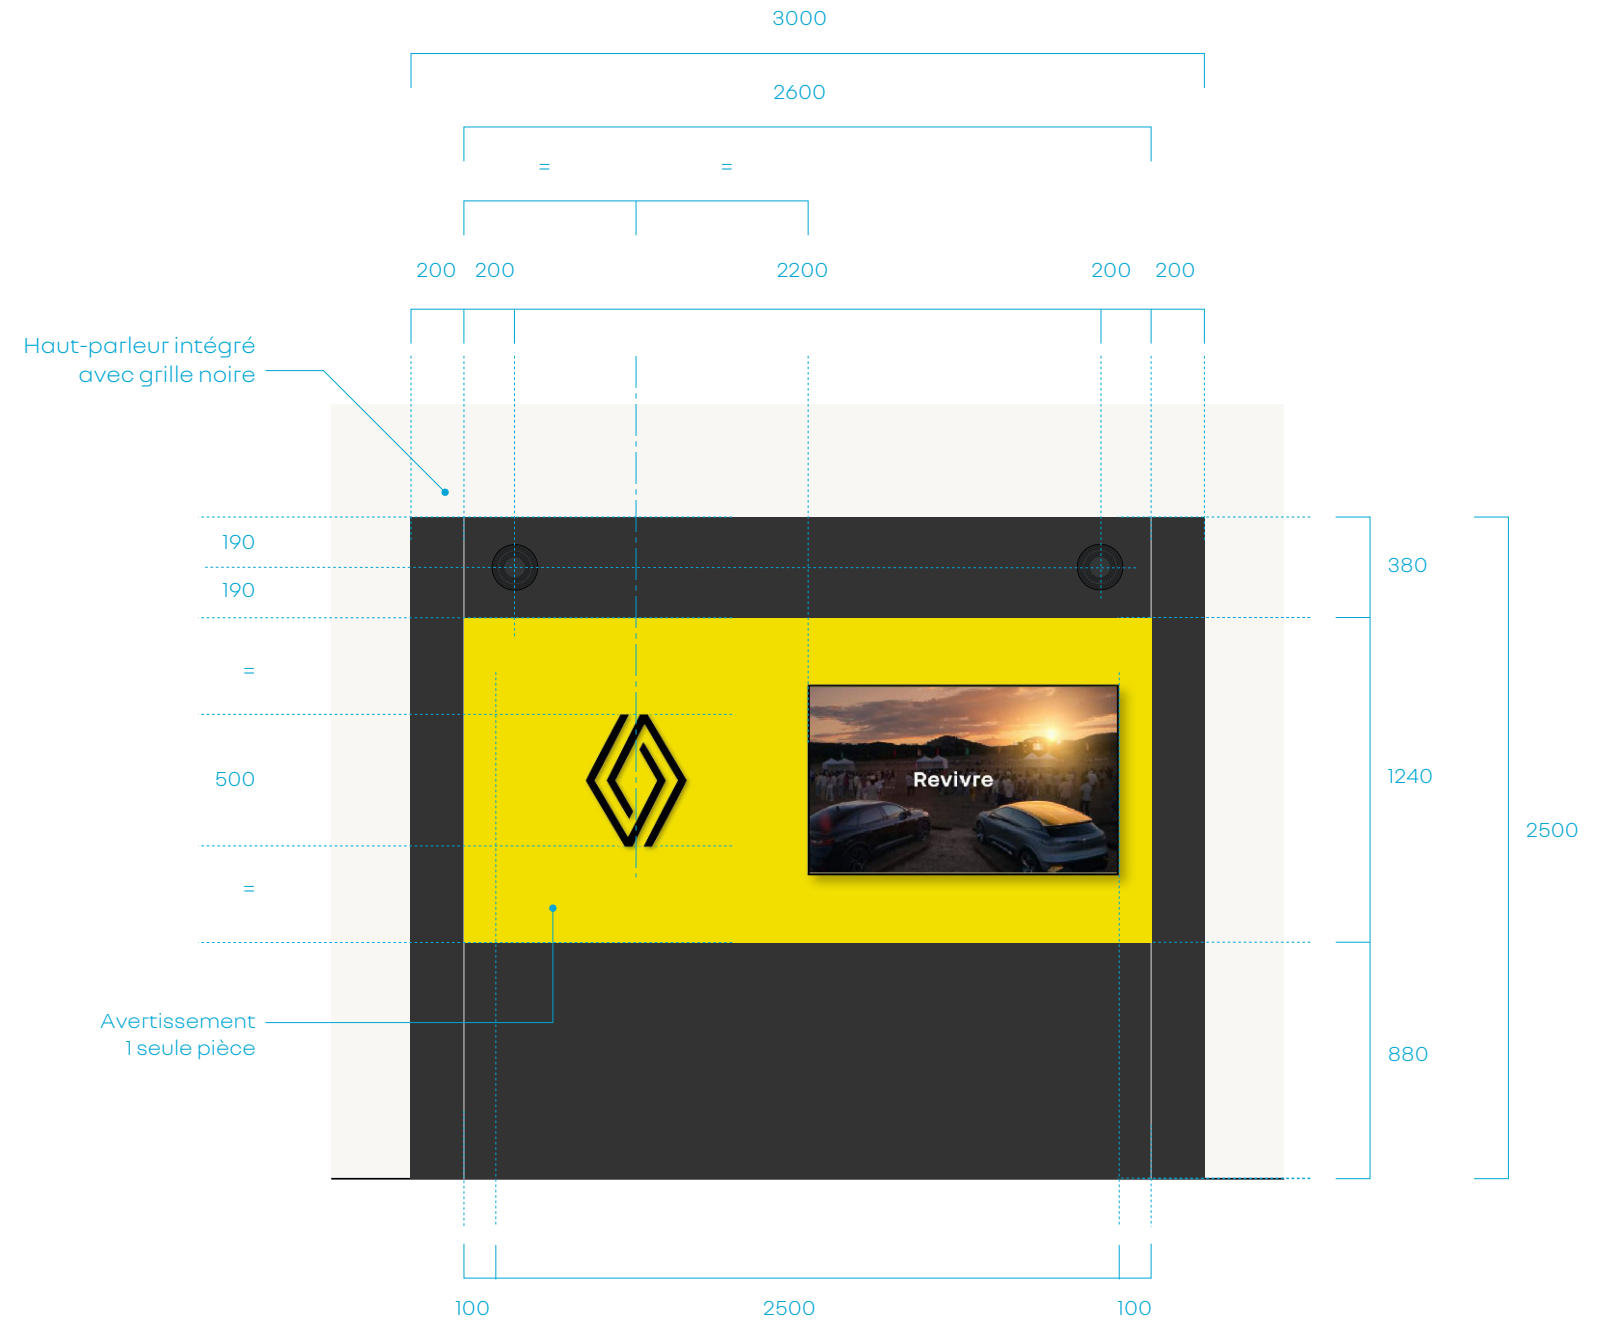 3000
2600
= =
200 200 2200 200 200
Haut-parleur intégré
avec grille noire
190
380
190
=
500
Revivre
1240
2500
=
Avertissement
1 seule pièce
880
100 2500 100